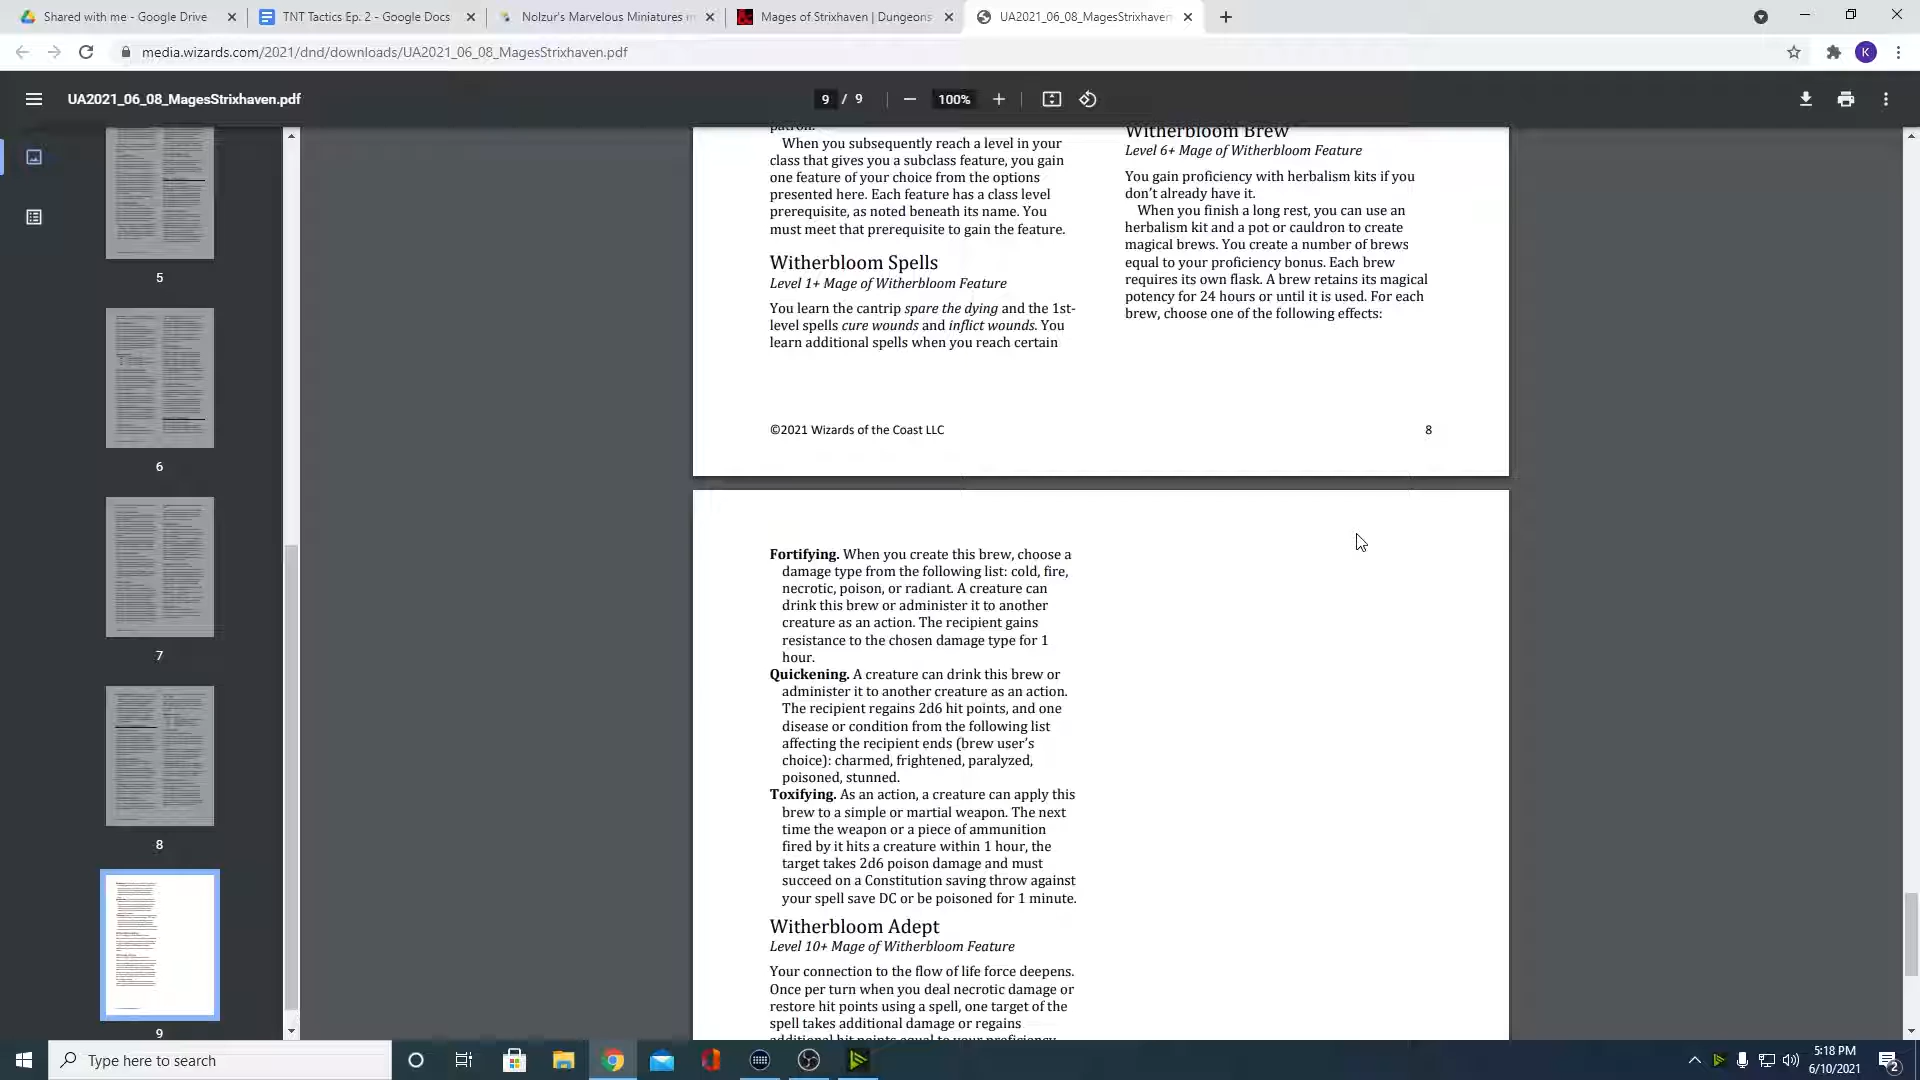 Shared with me - Google Drive
TNT Tactics Ep. 2 - Google Docs
Nolzur's Marvelous Miniatures
Mages of Strixhaven | Dungeons
UA2021_06_08_MagesStrixhaven
media.wizards.com/2021/dnd/downloads/UA2021_06_08_MagesStrixhaven.pdf
K
UA2021_06_08_MagesStrixhaven.pdf
9 / 9
100%
5
6
7
8
9
patron.
When you subsequently reach a level in your
class that gives you a subclass feature, you gain
one feature of your choice from the options
presented here. Each feature has a class level
prerequisite, as noted beneath its name. You
must meet that prerequisite to gain the feature.
Witherbloom Spells
Level 1+ Mage of Witherbloom Feature
You learn the cantrip spare the dying and the 1st-
level spells cure wounds and inflict wounds. You
learn additional spells when you reach certain
Witherbloom Brew
Level 6+ Mage of Witherbloom Feature
You gain proficiency with herbalism kits if you
don’t already have it.
When you finish a long rest, you can use an
herbalism kit and a pot or cauldron to create
magical brews. You create a number of brews
equal to your proficiency bonus. Each brew
requires its own flask. A brew retains its magical
potency for 24 hours or until it is used. For each
brew, choose one of the following effects:
©2021 Wizards of the Coast LLC
8
Fortifying. When you create this brew, choose a
damage type from the following list: cold, fire,
necrotic, poison, or radiant. A creature can
drink this brew or administer it to another
creature as an action. The recipient gains
resistance to the chosen damage type for 1
hour.
Quickening. A creature can drink this brew or
administer it to another creature as an action.
The recipient regains 2d6 hit points, and one
disease or condition from the following list
affecting the recipient ends (brew user’s
choice): charmed, frightened, paralyzed,
poisoned, stunned.
Toxifying. As an action, a creature can apply this
brew to a simple or martial weapon. The next
time the weapon or a piece of ammunition
fired by it hits a creature within 1 hour, the
target takes 2d6 poison damage and must
succeed on a Constitution saving throw against
your spell save DC or be poisoned for 1 minute.
Witherbloom Adept
Level 10+ Mage of Witherbloom Feature
Your connection to the flow of life force deepens.
Once per turn when you deal necrotic damage or
restore hit points using a spell, one target of the
spell takes additional damage or regains
additional hit points equal to your proficiency
Type here to search
5:18 PM
6/10/2021
2